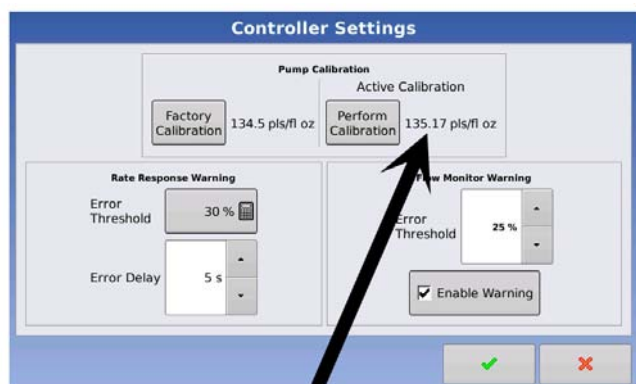 Controller Settings
Pump Calibration
Active Calibration
Factory
Calibration
134.5 pls/fl oz
Perform
Calibration
135.17 pls/fl oz
Rate Response Warning
Error
Threshold
30 %
Error Delay
5 s
Flow Monitor Warning
Error
Threshold
25 %
Enable Warning